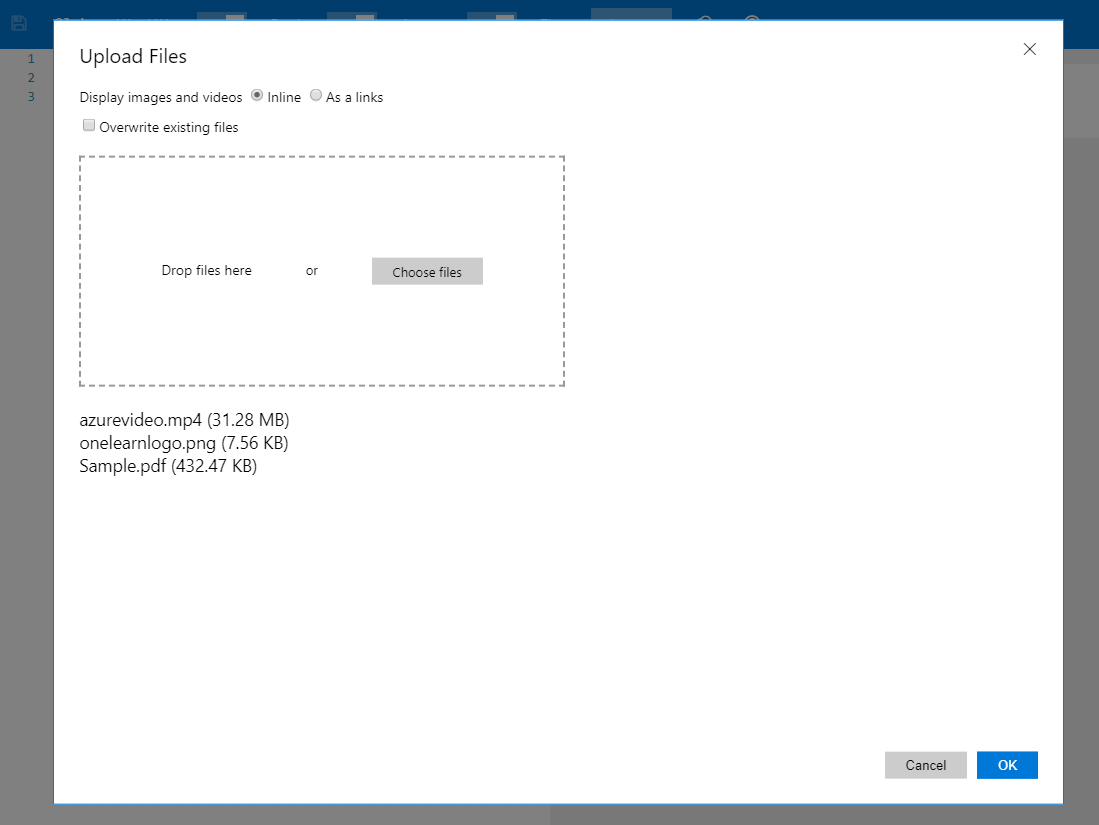 1
2
3
Upload Files
Display images and videos Inline As a links
Overwrite existing files
Drop files here or Choose files
azurevideo.mp4 (31.28 MB)
onelearnlogo.png (7.56 KB)
Sample.pdf (432.47 KB)
Cancel OK